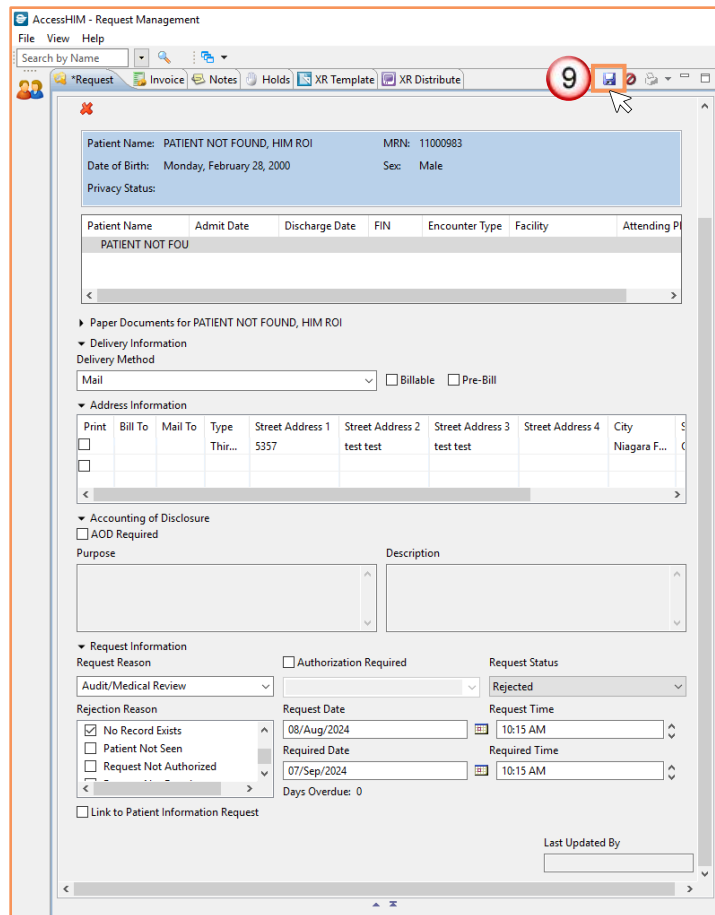 AccessHIM - Request Management
File View Help
Search by Name
*Request Invoice Notes Holds XR Template XR Distribute 9
Patient Name: PATIENT NOT FOUND, HIM ROI MRN: 11000983
Date of Birth: Monday, February 28, 2000 Sex: Male
Privacy Status:
Patient Name Admit Date Discharge Date FIN Encounter Type Facility Attending Pl
PATIENT NOT FOU
Paper Documents for PATIENT NOT FOUND, HIM ROI
Delivery Information
Delivery Method
Mail Billable Pre-Bill
Address Information
Print Bill To Mail To Type Street Address 1 Street Address 2 Street Address 3 Street Address 4 City
Thir... 5357 test test test test Niagara F...
Accounting of Disclosure
AOD Required
Purpose Description
Request Information
Request Reason Authorization Required Request Status
Audit/Medical Review Rejected
Rejection Reason Request Date Request Time
No Record Exists 08/Aug/2024 10:15 AM
Patient Not Seen Required Date Required Time
Request Not Authorized 07/Sep/2024 10:15 AM
Days Overdue: 0
Link to Patient Information Request
Last Updated By